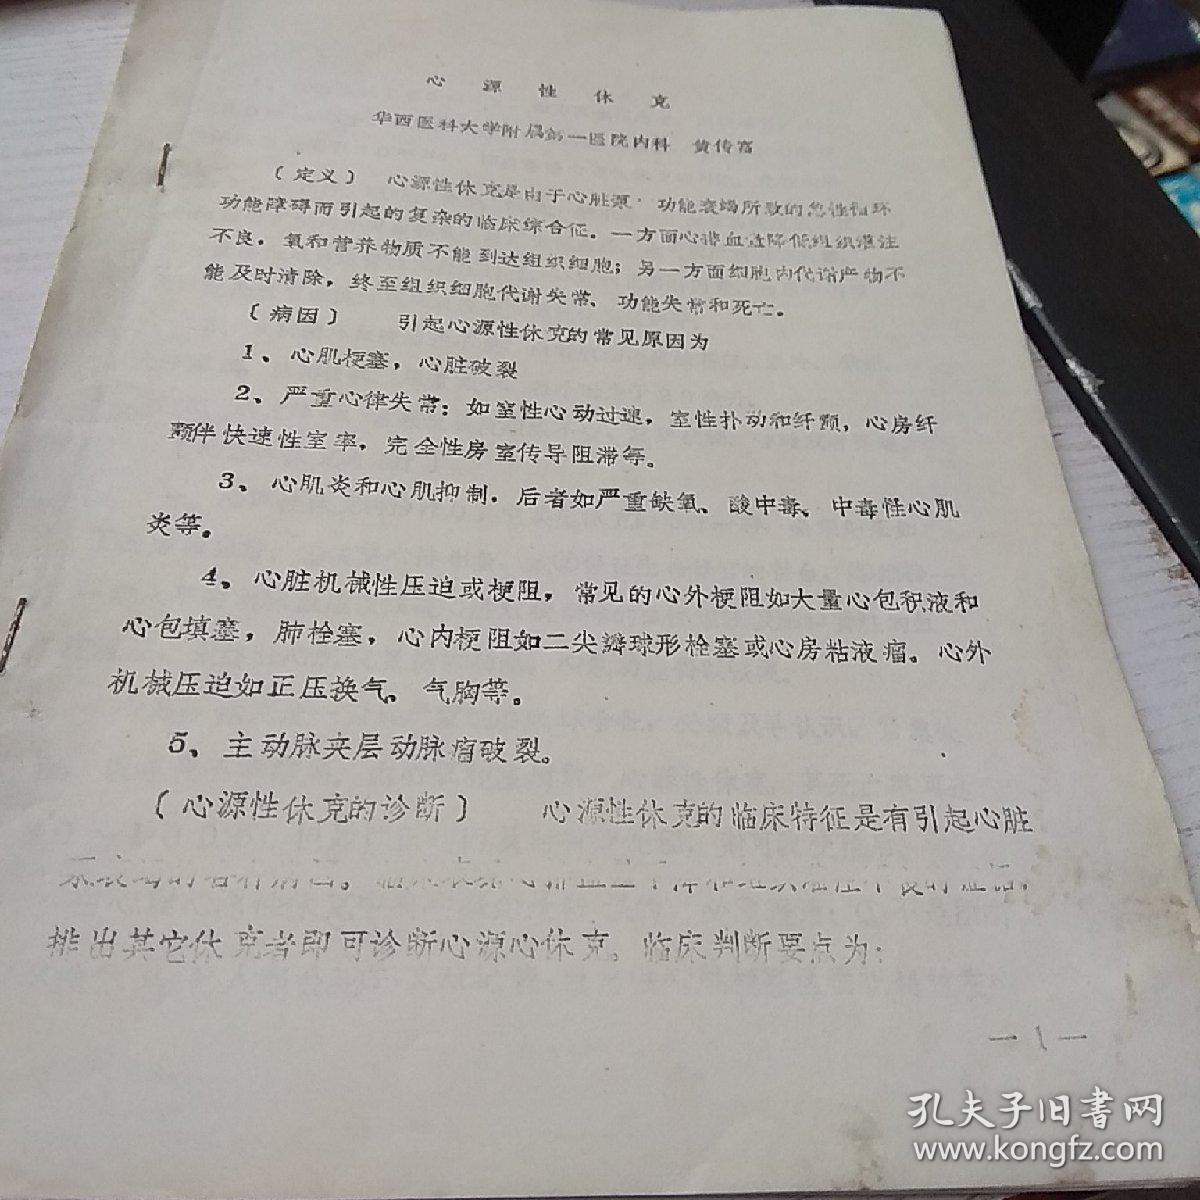 心源性休克
华西医科大学附属第一医院内科 黄传富
（定义） 心源性休克是由于心脏泵功能衰竭所致的急性循环
功能障碍而引起的复杂的临床综合征。一方面心排血量降低组织灌注
不良。氧和营养物质不能到达组织细胞；另一方面细胞内代谢产物不
能及时清除，终至组织细胞代谢失常、功能失常和死亡。
（病因） 引起心源性休克的常见原因为
1、心肌梗塞，心脏破裂
2、严重心律失常：如室性心动过速，室性扑动和纤颤，心房纤
颤伴快速性室率，完全性房室传导阻滞等。
3、心肌炎和心肌抑制。后者如严重缺氧、酸中毒、中毒性心肌
炎等。
4、心脏机械性压迫或梗阻，常见的心外梗阻如大量心包积液和
心包填塞，肺栓塞，心内梗阻如二尖瓣球形栓塞或心房粘液瘤。心外
机械压迫如正压换气、气胸等。
5、主动脉夹层动脉瘤破裂。
（心源性休克的诊断） 心源性休克的临床特征是有引起心脏
排出其它休克者即可诊断心源心休克。临床判断要点为：
—1—
孔夫子旧书网
www.kongfz.com